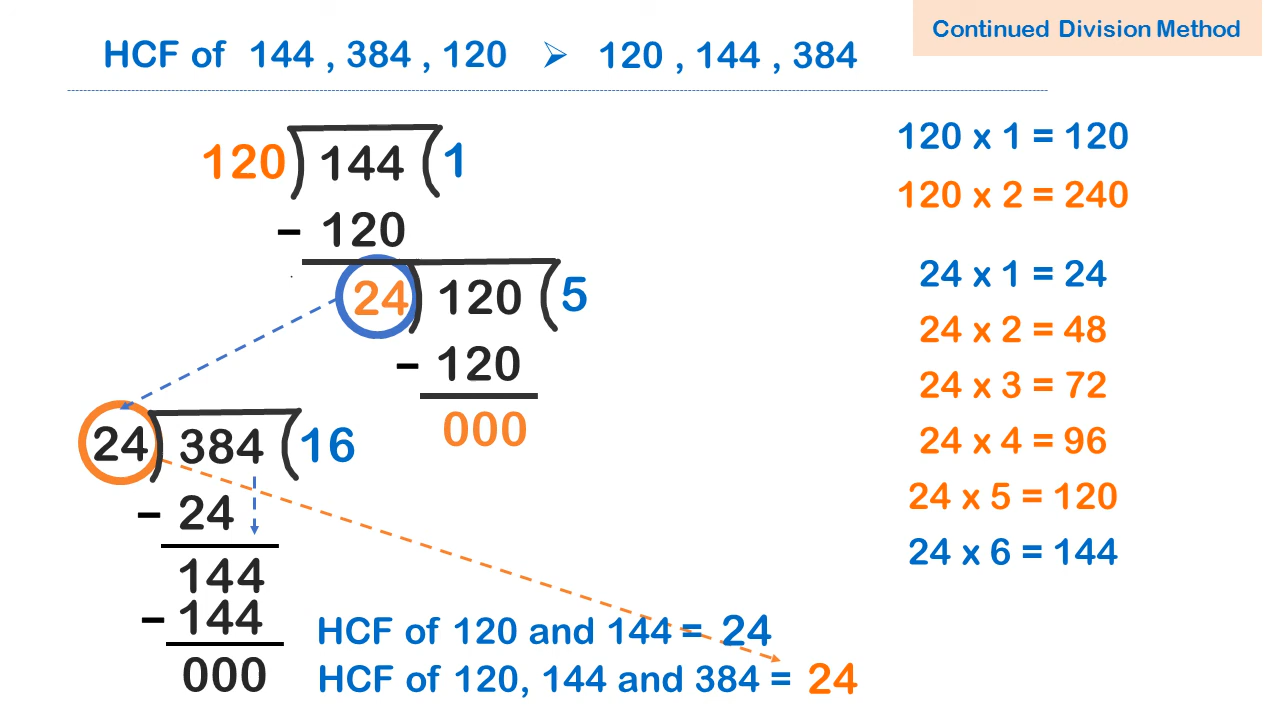 Continued Division Method
HCF of 144 , 384 , 120 ➢ 120 , 144 , 384
120 ) 144 ( 1
– 120
24 ) 120 ( 5
– 120
000
24 ) 384 ( 16
– 24
144
– 144
000
120 x 1 = 120
120 x 2 = 240
24 x 1 = 24
24 x 2 = 48
24 x 3 = 72
24 x 4 = 96
24 x 5 = 120
24 x 6 = 144
HCF of 120 and 144 = 24
HCF of 120, 144 and 384 = 24